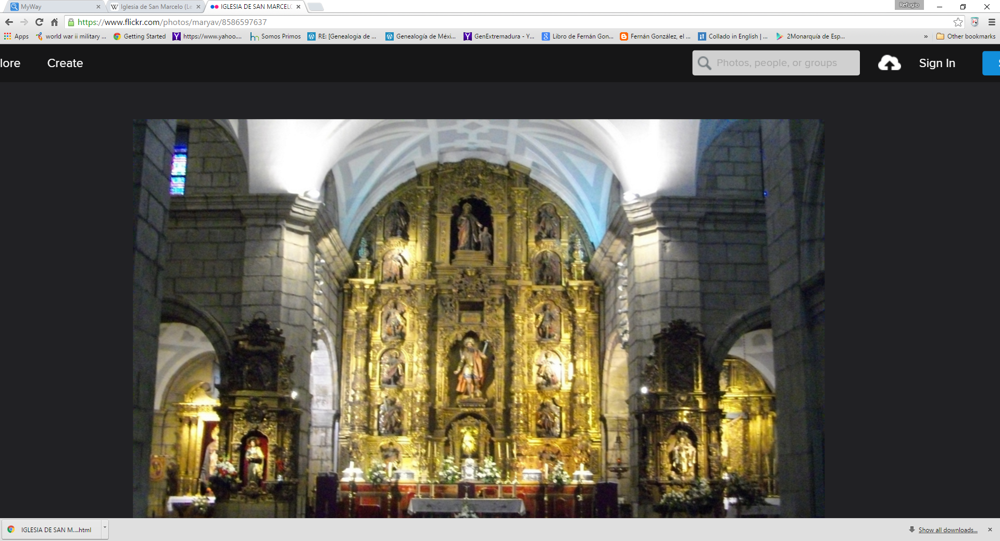 MyWay
Iglesia de San Marcelo (Le
IGLESIA DE SAN MARCELO
Refugio
https://www.flickr.com/photos/maryav/8586597637
Apps
world war ii military ...
Getting Started
https://www.yahoo....
Somos Primos
RE: [Genealogia de ...
Genealogía de Méxi...
GenExtremadura - Y...
Libro de Fernán Gon...
Fernán González, el ...
Collado in English | ...
2Monarquía de Esp...
»
Other bookmarks
lore
Create
Photos, people, or groups
Sign In
IGLESIA DE SAN M....html
Show all downloads...